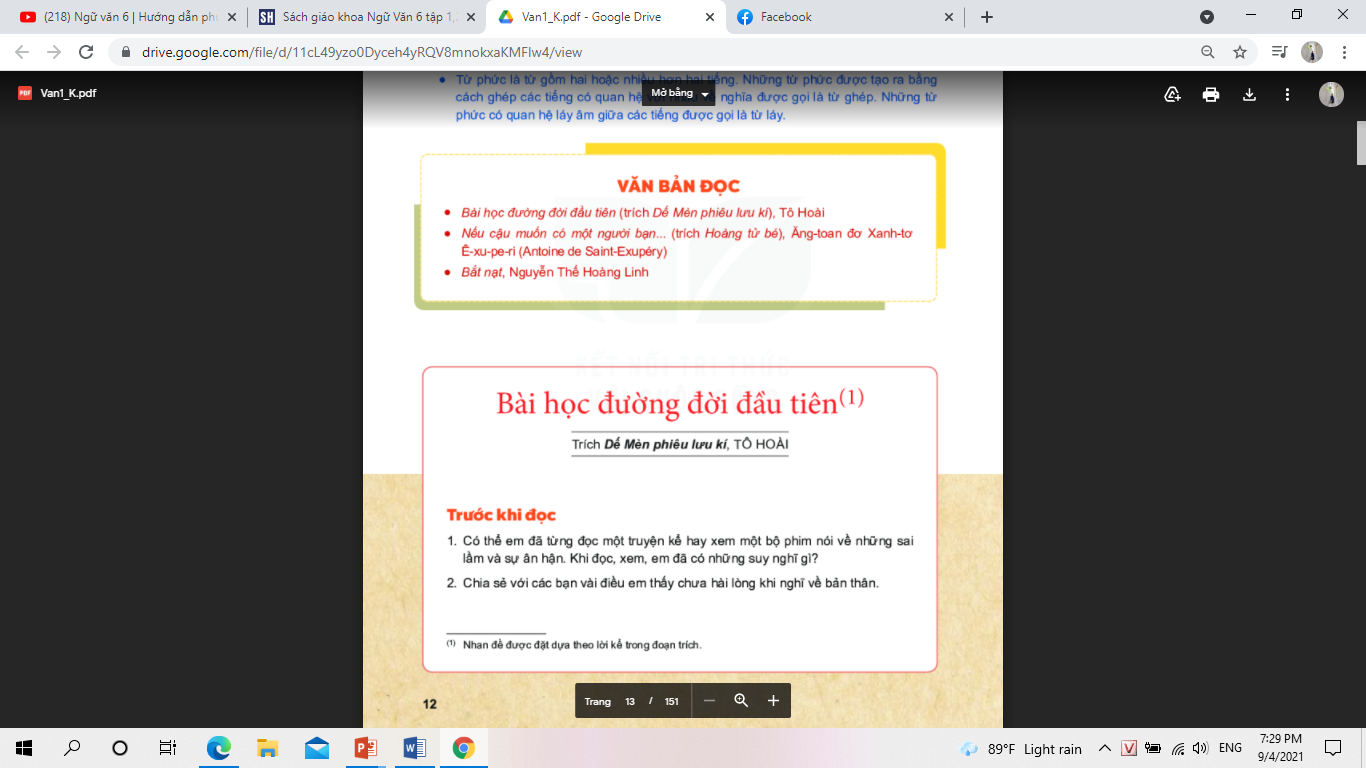 (218) Ngữ văn 6 | Hướng dẫn ph
Sách giáo khoa Ngữ Văn 6 tập 1,
Van1_K.pdf - Google Drive
Facebook
drive.google.com/file/d/11cL49yzo0Dyceh4yRQV8mnokxaKMFIw4/view
Van1_K.pdf
Mở bằng
• Từ phức là từ gồm hai hoặc nhiều hơn hai tiếng. Những từ phức được tạo ra bằng
cách ghép các tiếng có quan hệ với nhau về nghĩa được gọi là từ ghép. Những từ
phức có quan hệ láy âm giữa các tiếng được gọi là từ láy.
VĂN BẢN ĐỌC
• Bài học đường đời đầu tiên (trích Dế Mèn phiêu lưu kí), Tô Hoài
• Nếu cậu muốn có một người bạn... (trích Hoàng tử bé), Ăng-toan đơ Xanh-tơ
Ê-xu-pe-ri (Antoine de Saint-Exupéry)
• Bắt nạt, Nguyễn Thế Hoàng Linh
KẾT NỐI TRI THỨC
Bài học đường đời đầu tiên(1)
Trích Dế Mèn phiêu lưu kí, TÔ HOÀI
Trước khi đọc
1. Có thể em đã từng đọc một truyện kể hay xem một bộ phim nói về những sai
lầm và sự ân hận. Khi đọc, xem, em đã có những suy nghĩ gì?
2. Chia sẻ với các bạn vài điều em thấy chưa hài lòng khi nghĩ về bản thân.
(1) Nhan đề được đặt dựa theo lời kể trong đoạn trích.
12
Trang 13 / 151
89°F Light rain
ENG
7:29 PM
9/4/2021